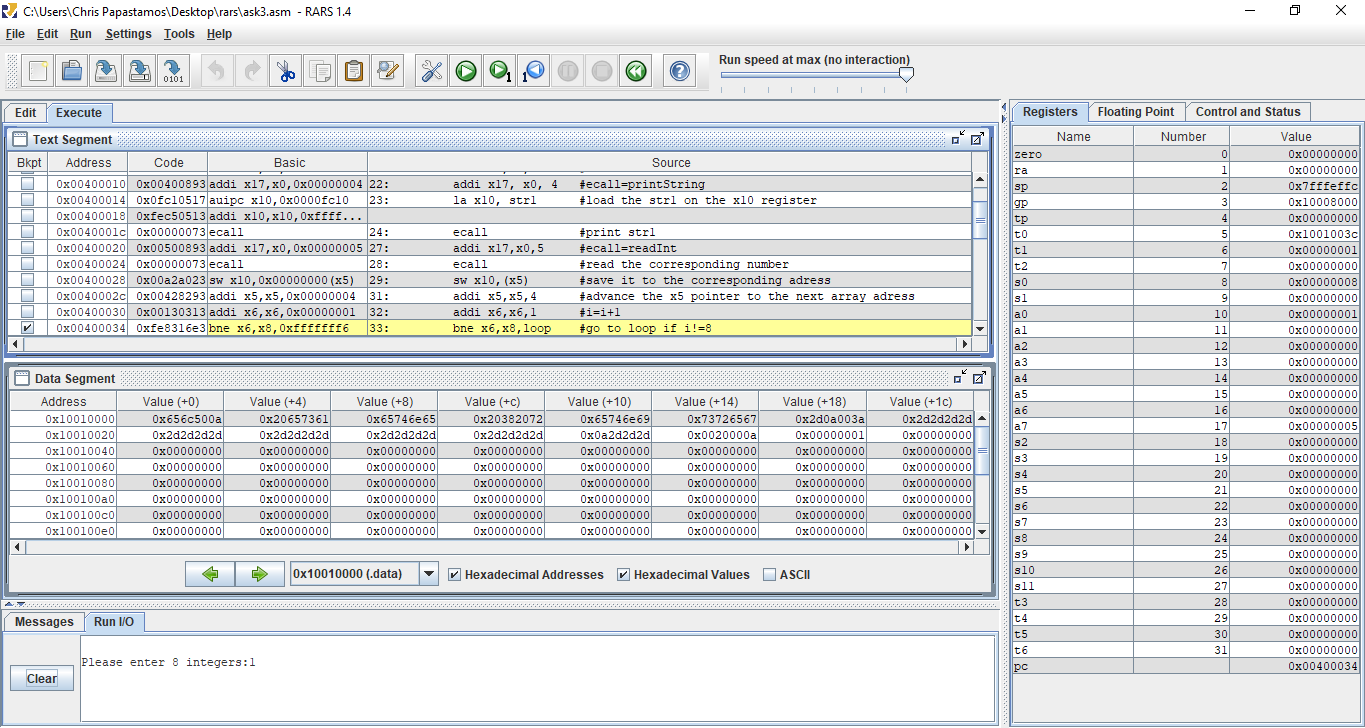 C:\Users\Chris Papastamos\Desktop\rars\ask3.asm - RARS 1.4
File Edit Run Settings Tools Help
Run speed at max (no interaction)
Edit Execute
Text Segment
Bkpt Address Code Basic Source
0x00400010 0x00400893 addi x17,x0,0x00000004 22: addi x17, x0, 4 #ecall=printString
0x00400014 0x0fc10517 auipc x10,0x0000fc10 23: la x10, str1 #load the str1 on the x10 register
0x00400018 0xfec50513 addi x10,x10,0xffff...
0x0040001c 0x00000073 ecall 24: ecall #print str1
0x00400020 0x00500893 addi x17,x0,0x00000005 27: addi x17,x0,5 #ecall=readInt
0x00400024 0x00000073 ecall 28: ecall #read the corresponding number
0x00400028 0x00a2a023 sw x10,0x00000000(x5) 29: sw x10,(x5) #save it to the corresponding adress
0x0040002c 0x00428293 addi x5,x5,0x00000004 31: addi x5,x5,4 #advance the x5 pointer to the next array adress
0x00400030 0x00130313 addi x6,x6,0x00000001 32: addi x6,x6,1 #i=i+1
0x00400034 0xfe8316e3 bne x6,x8,0xfffffff6 33: bne x6,x8,loop #go to loop if i!=8
Data Segment
Address Value (+0) Value (+4) Value (+8) Value (+c) Value (+10) Value (+14) Value (+18) Value (+1c)
0x10010000 0x656c500a 0x20657361 0x65746e65 0x20382072 0x65746e69 0x73726567 0x2d0a003a 0x2d2d2d2d
0x10010020 0x2d2d2d2d 0x2d2d2d2d 0x2d2d2d2d 0x2d2d2d2d 0x0a2d2d2d 0x0020000a 0x00000001 0x00000000
0x10010040 0x00000000 0x00000000 0x00000000 0x00000000 0x00000000 0x00000000 0x00000000 0x00000000
0x10010060 0x00000000 0x00000000 0x00000000 0x00000000 0x00000000 0x00000000 0x00000000 0x00000000
0x10010080 0x00000000 0x00000000 0x00000000 0x00000000 0x00000000 0x00000000 0x00000000 0x00000000
0x100100a0 0x00000000 0x00000000 0x00000000 0x00000000 0x00000000 0x00000000 0x00000000 0x00000000
0x100100c0 0x00000000 0x00000000 0x00000000 0x00000000 0x00000000 0x00000000 0x00000000 0x00000000
0x100100e0 0x00000000 0x00000000 0x00000000 0x00000000 0x00000000 0x00000000 0x00000000 0x00000000
0x10010000 (.data) Hexadecimal Addresses Hexadecimal Values ASCII
Messages Run I/O
Clear
Please enter 8 integers:1
Registers Floating Point Control and Status
Name Number Value
zero 0 0x00000000
ra 1 0x00000000
sp 2 0x7fffeffc
gp 3 0x10008000
tp 4 0x00000000
t0 5 0x1001003c
t1 6 0x00000001
t2 7 0x00000000
s0 8 0x00000008
s1 9 0x00000000
a0 10 0x00000001
a1 11 0x00000000
a2 12 0x00000000
a3 13 0x00000000
a4 14 0x00000000
a5 15 0x00000000
a6 16 0x00000000
a7 17 0x00000005
s2 18 0x00000000
s3 19 0x00000000
s4 20 0x00000000
s5 21 0x00000000
s6 22 0x00000000
s7 23 0x00000000
s8 24 0x00000000
s9 25 0x00000000
s10 26 0x00000000
s11 27 0x00000000
t3 28 0x00000000
t4 29 0x00000000
t5 30 0x00000000
t6 31 0x00000000
pc 0x00400034